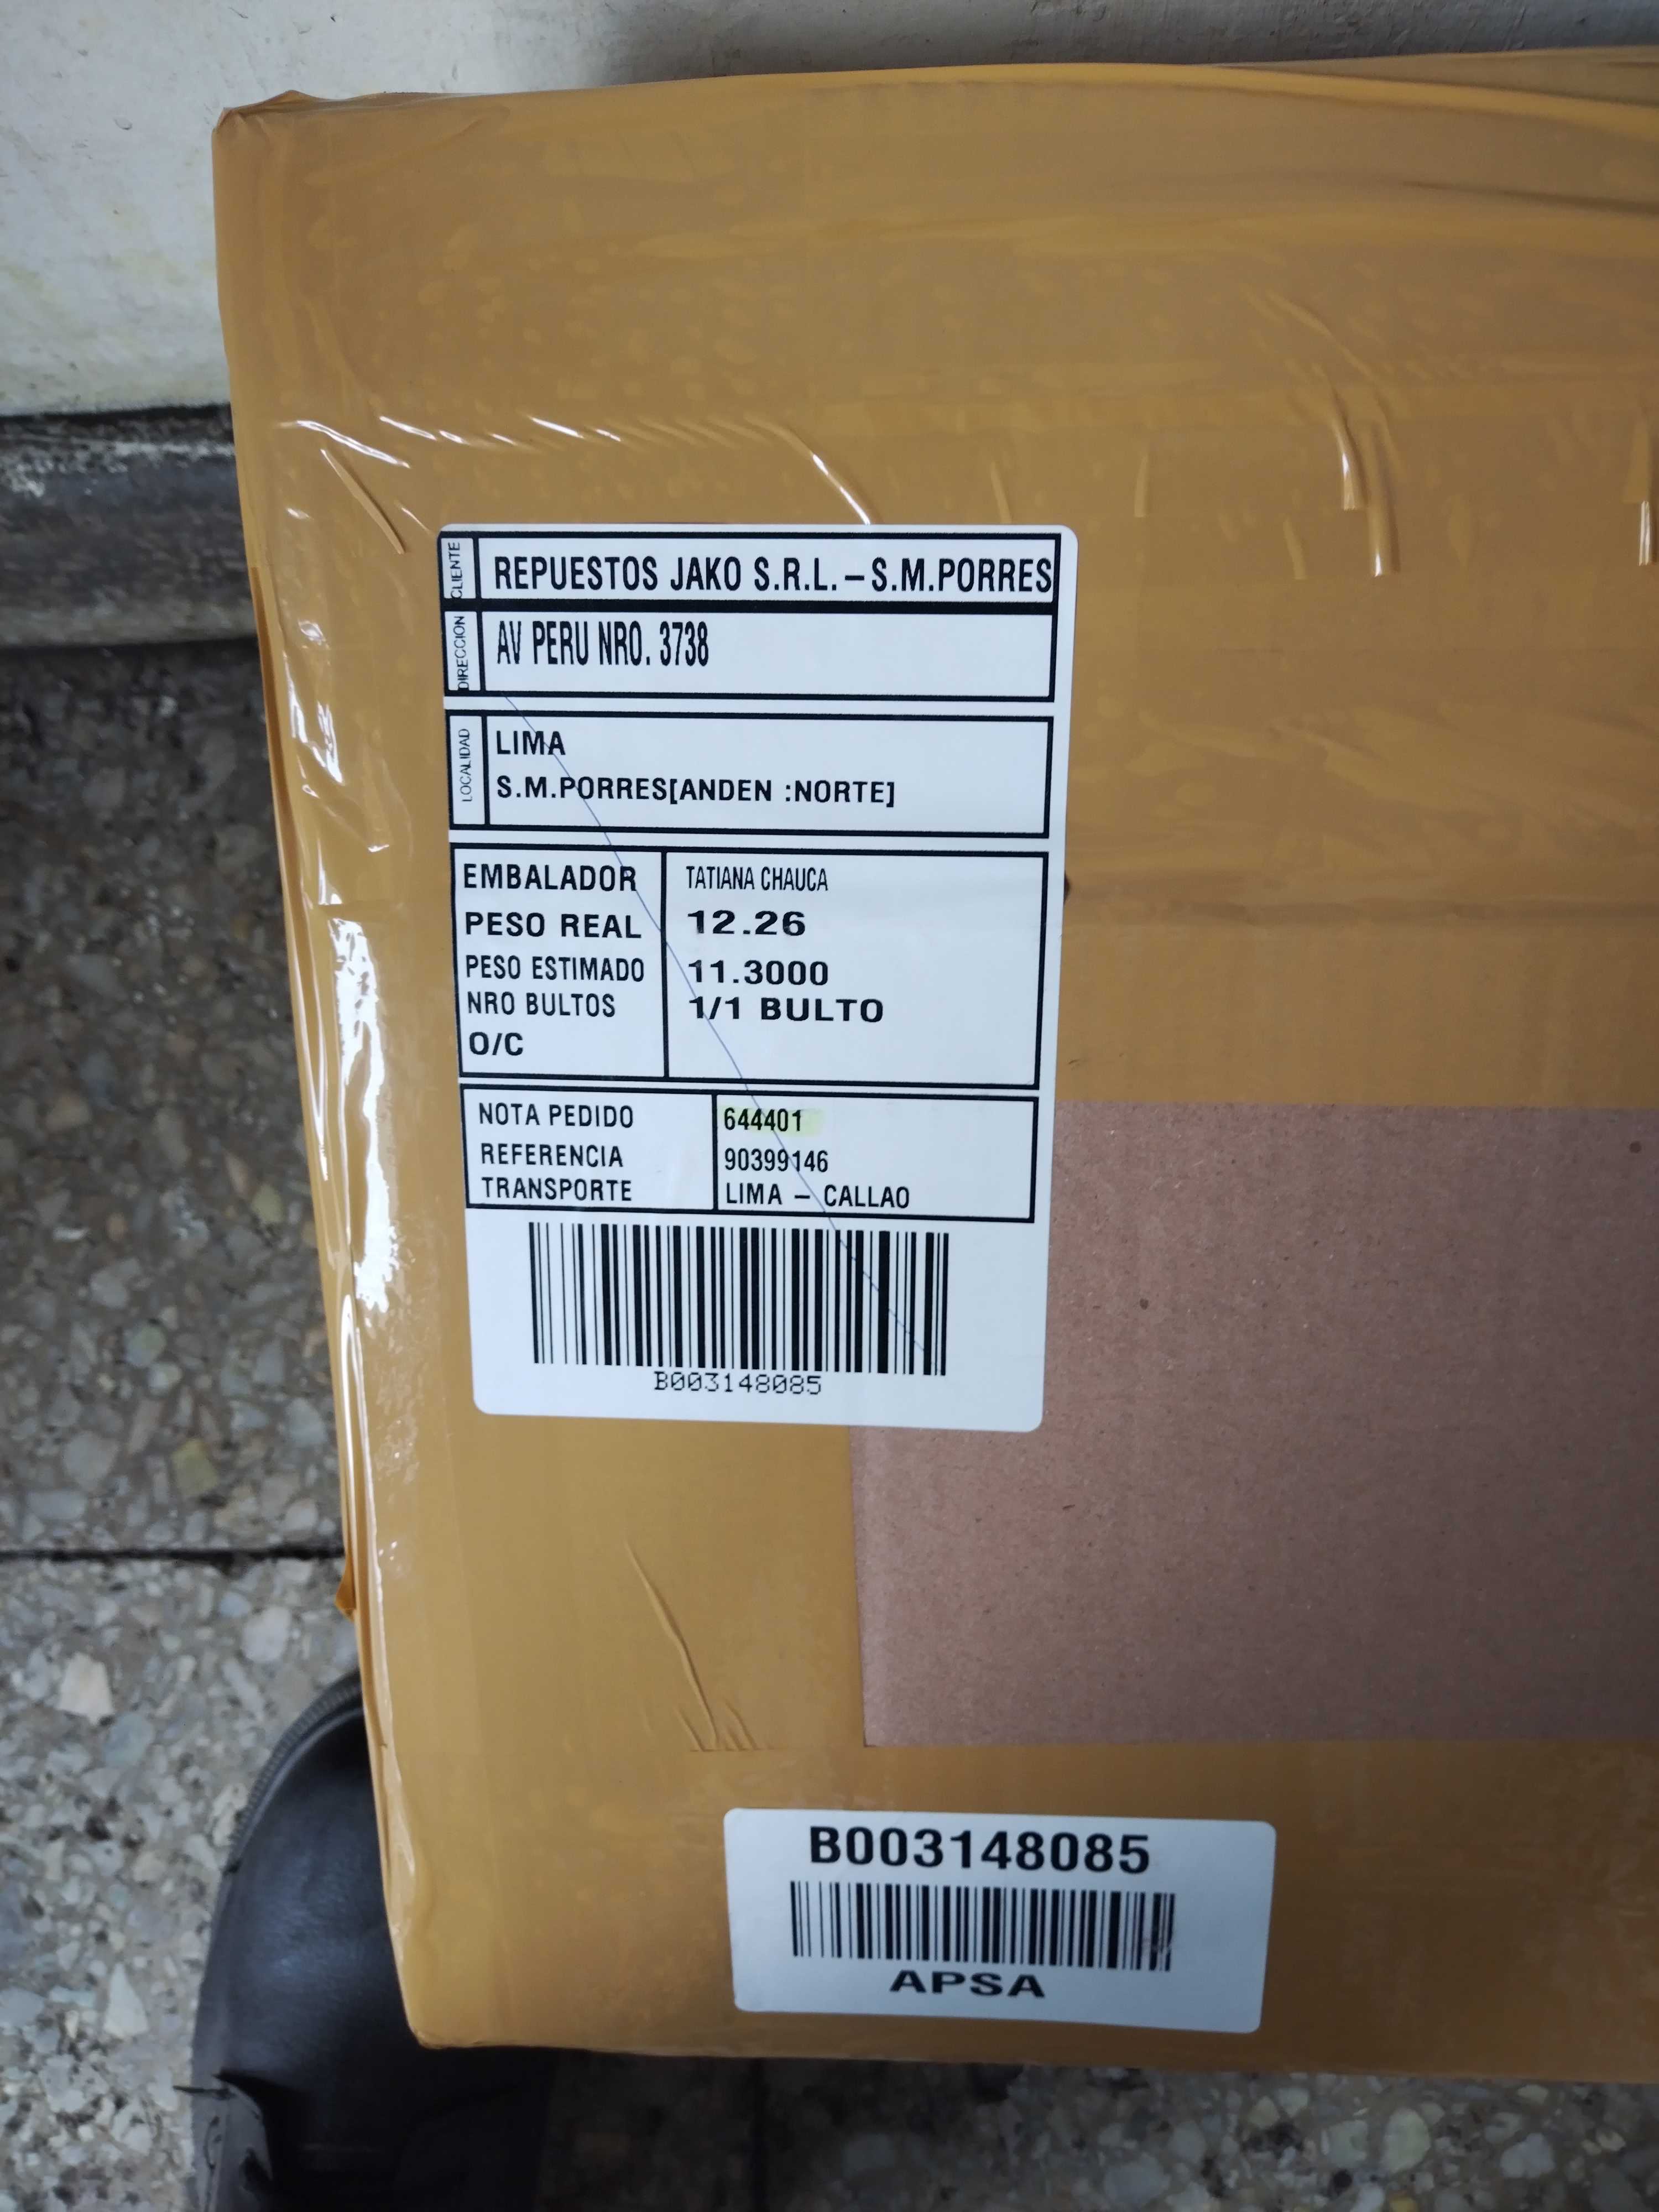 CLIENTE REPUESTOS JAKO S.R.L. – S.M.PORRES
DIRECCION AV PERU NRO. 3738
LOCALIDAD LIMA
S.M.PORRES[ANDEN :NORTE]
EMBALADOR TATIANA CHAUCA
PESO REAL 12.26
PESO ESTIMADO 11.3000
NRO BULTOS 1/1 BULTO
O/C
NOTA PEDIDO 644401
REFERENCIA 90399146
TRANSPORTE LIMA – CALLAO
B003148085
B003148085
APSA